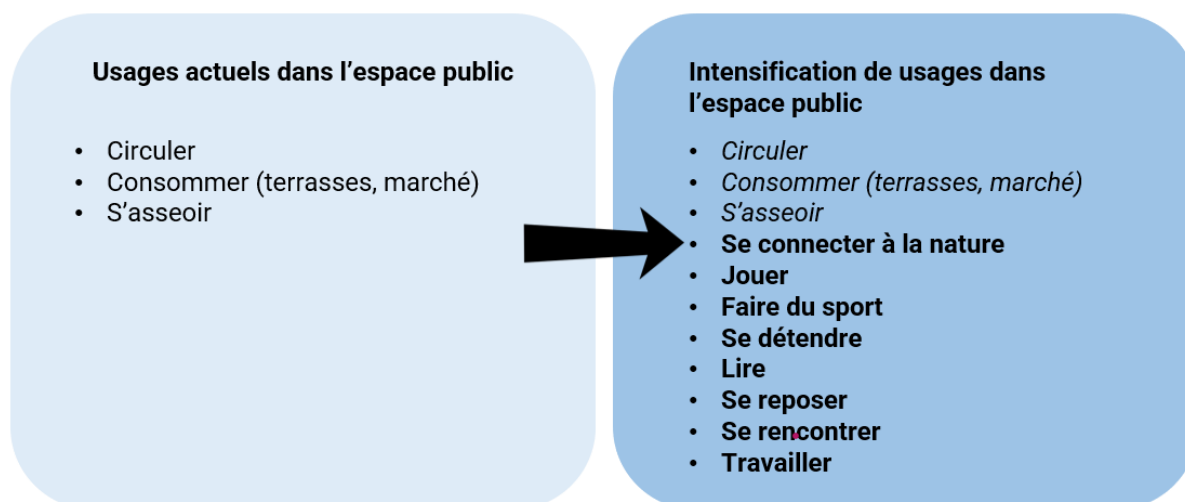 Usages actuels dans l’espace public
• Circuler
• Consommer (terrasses, marché)
• S’asseoir
Intensification de usages dans
l’espace public
• Circuler
• Consommer (terrasses, marché)
• S’asseoir
• Se connecter à la nature
• Jouer
• Faire du sport
• Se détendre
• Lire
• Se reposer
• Se rencontrer
• Travailler